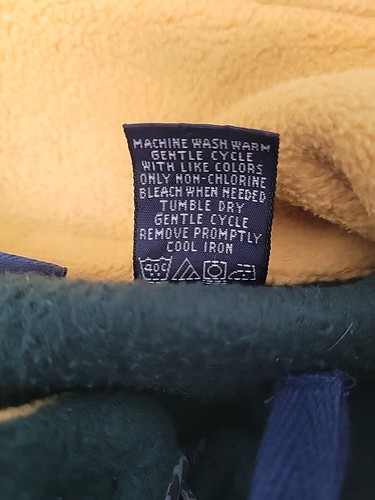 MACHINE WASH WARM
GENTLE CYCLE
WITH LIKE COLORS
ONLY NON-CHLORINE
BLEACH WHEN NEEDED
TUMBLE DRY
GENTLE CYCLE
REMOVE PROMPTLY
COOL IRON
40C